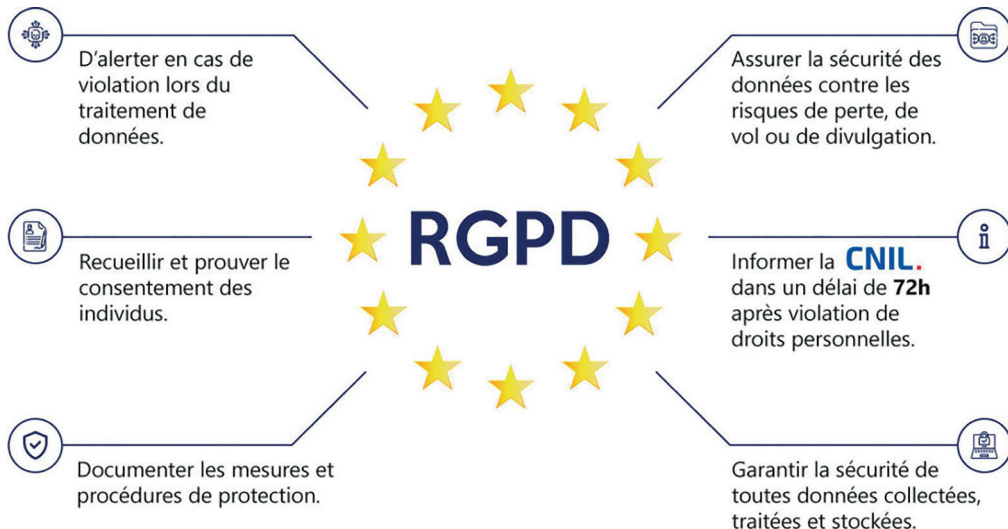 D'alerter en cas de
violation lors du
traitement de
données.
Recueillir et prouver le
consentement des
individus.
Documenter les mesures et
procédures de protection.
RGPD
Assurer la sécurité des
données contre les
risques de perte, de
vol ou de divulgation.
Informer la CNIL.
dans un délai de 72h
après violation de
droits personnelles.
Garantir la sécurité de
toutes données collectées,
traitées et stockées.